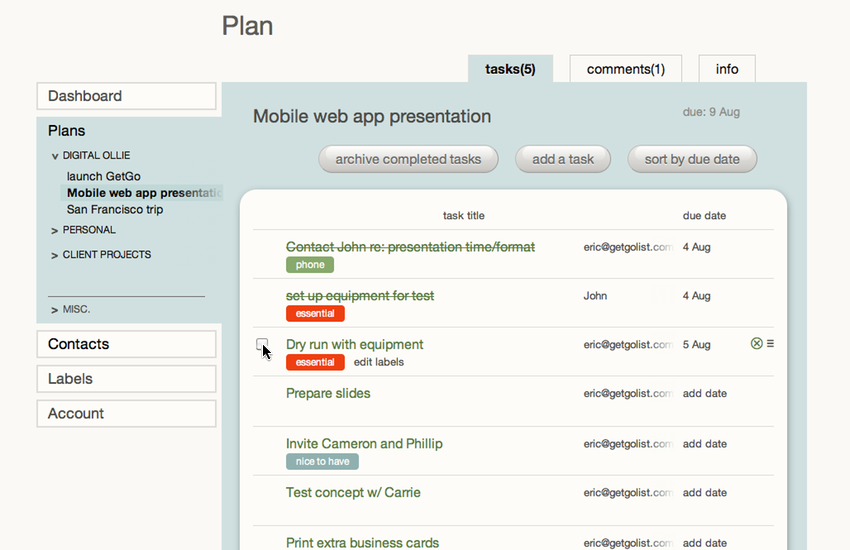 Plan
tasks(5)
comments(1)
info
Dashboard
Plans
DIGITAL OLLIE
launch GetGo
Mobile web app presentatic
San Francisco trip
> PERSONAL
> CLIENT PROJECTS
> MISC.
Contacts
Labels
Account
Mobile web app presentation
due: 9 Aug
archive completed tasks
add a task
sort by due date
task title due date
Contact John re: presentation time/format eric@getgolist.com 4 Aug
phone
set up equipment for test John 4 Aug
essential
Dry run with equipment eric@getgolist.com 5 Aug
essential edit labels
Prepare slides eric@getgolist.com add date
Invite Cameron and Phillip eric@getgolist.com add date
nice to have
Test concept w/ Carrie eric@getgolist.com add date
Print extra business cards eric@getgolist.com add date